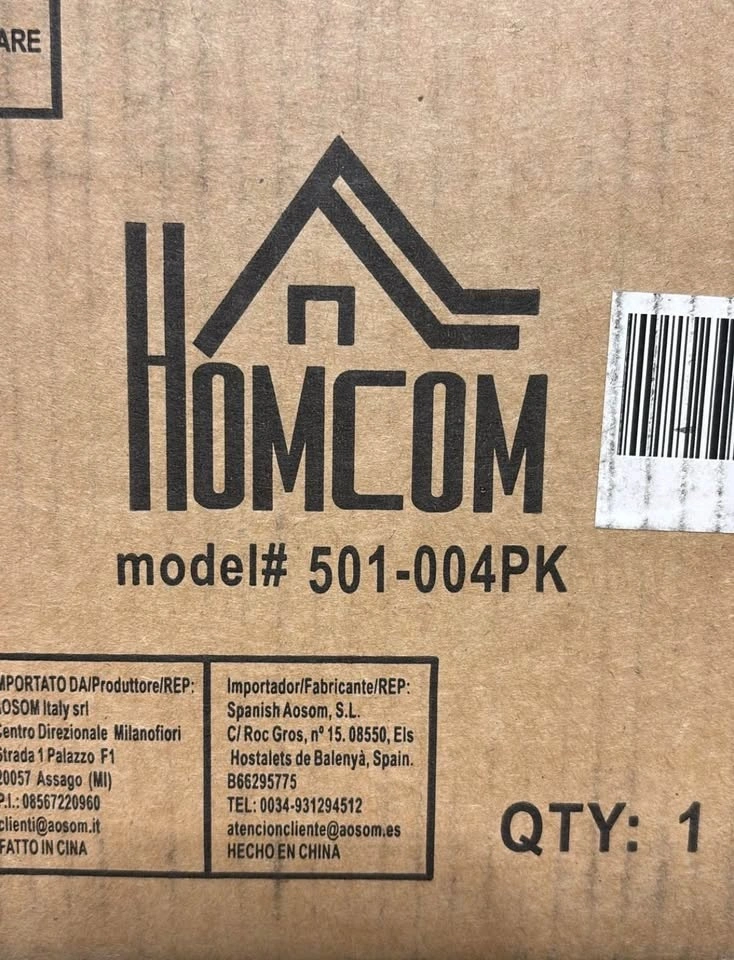 HOMCOM
model# 501-004PK
IMPORTATO DA/Produttore/REP:
AOSOM Italy srl
Centro Direzionale Milanofiori
Strada 1 Palazzo F1
20057 Assago (MI)
P.I.: 08567220960
clienti@aosom.it
FATTO IN CINA
Importador/Fabricante/REP:
Spanish Aosom, S.L.
C/ Roc Gros, nº 15. 08550, Els
Hostalets de Balenyà, Spain.
B66295775
TEL: 0034-931294512
atencioncliente@aosom.es
HECHO EN CHINA
QTY: 1